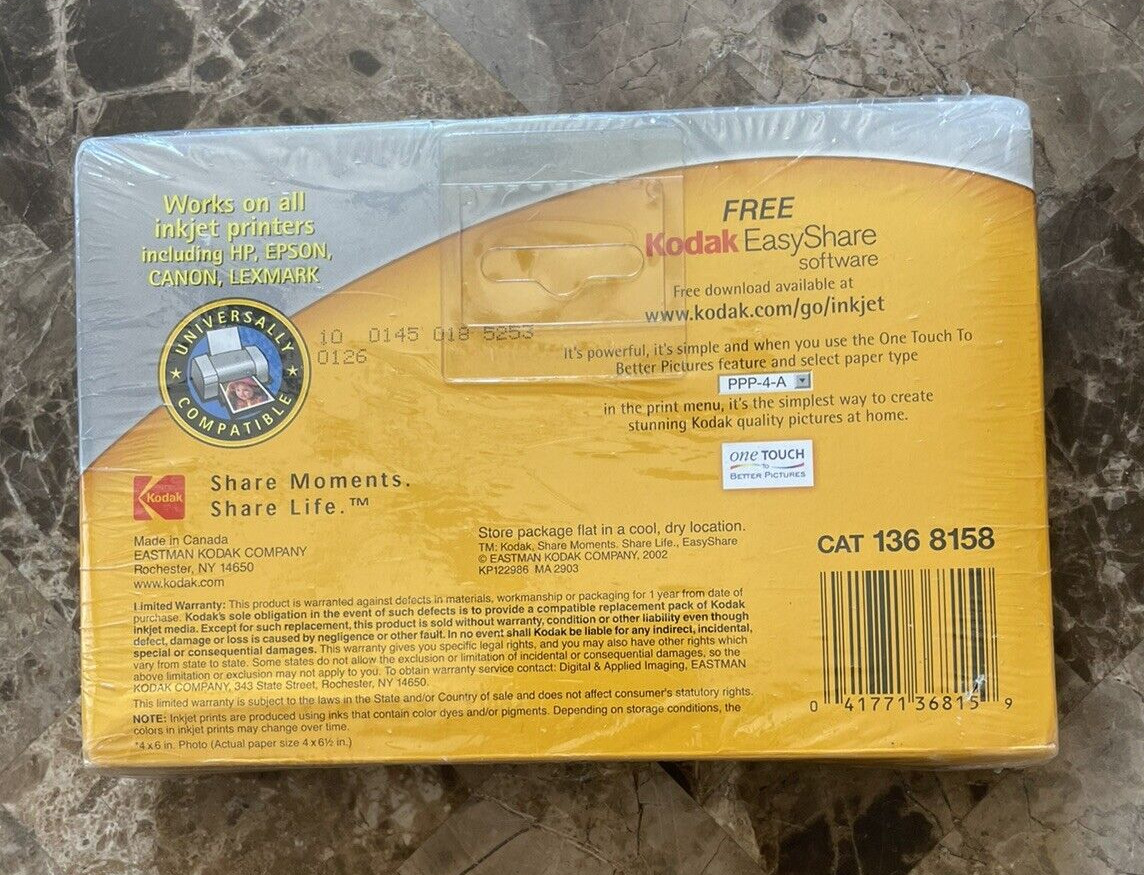 Works on all
inkjet printers
including HP, EPSON,
CANON, LEXMARK
UNIVERSALLY
COMPATIBLE
10 0145 018 5253
0126
FREE
Kodak EasyShare
software
Free download available at
www.kodak.com/go/inkjet
It's powerful, it's simple and when you use the One Touch To
Better Pictures feature and select paper type
PPP-4-A
in the print menu, it's the simplest way to create
stunning Kodak quality pictures at home.
one TOUCH
TO
BETTER PICTURES
Kodak
Share Moments.
Share Life.™
Made in Canada
EASTMAN KODAK COMPANY
Rochester, NY 14650
www.kodak.com
Store package flat in a cool, dry location.
TM: Kodak, Share Moments. Share Life., EasyShare
© EASTMAN KODAK COMPANY, 2002
KP122986 MA 2903
CAT 136 8158
Limited Warranty: This product is warranted against defects in materials, workmanship or packaging for 1 year from date of
purchase. Kodak's sole obligation in the event of such defects is to provide a compatible replacement pack of Kodak
inkjet media. Except for such replacement, this product is sold without warranty, condition or other liability even though
defect, damage or loss is caused by negligence or other fault. In no event shall Kodak be liable for any indirect, incidental,
special or consequential damages. This warranty gives you specific legal rights, and you may also have other rights which
vary from state to state. Some states do not allow the exclusion or limitation of incidental or consequential damages, so the
above limitation or exclusion may not apply to you. To obtain warranty service contact: Digital & Applied Imaging, EASTMAN
KODAK COMPANY, 343 State Street, Rochester, NY 14650.
This limited warranty is subject to the laws in the State and/or Country of sale and does not affect consumer's statutory rights.
NOTE: Inkjet prints are produced using inks that contain color dyes and/or pigments. Depending on storage conditions, the
colors in inkjet prints may change over time.
*4 x 6 in. Photo (Actual paper size 4 x 6½ in.)
0 41771 36815 9